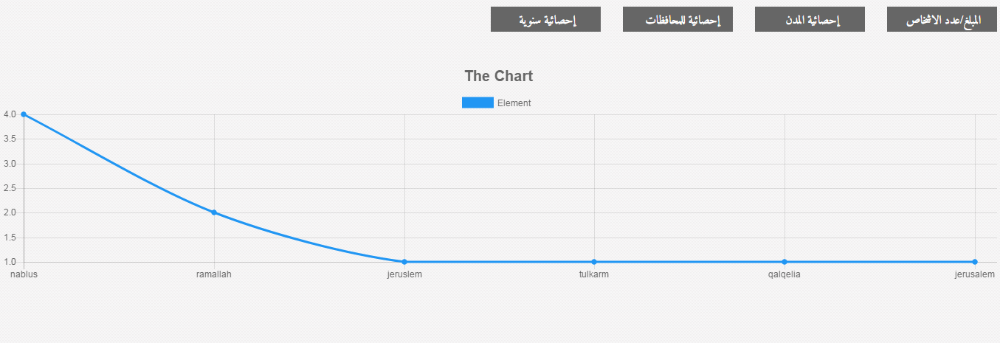 المبلغ/عدد الاشخاص
إحصائية المدن
إحصائية للمحافظات
إحصائية سنوية
The Chart
Element
4.0
3.5
3.0
2.5
2.0
1.5
1.0
nablus ramallah jeruslem tulkarm qalqelia jerusalem